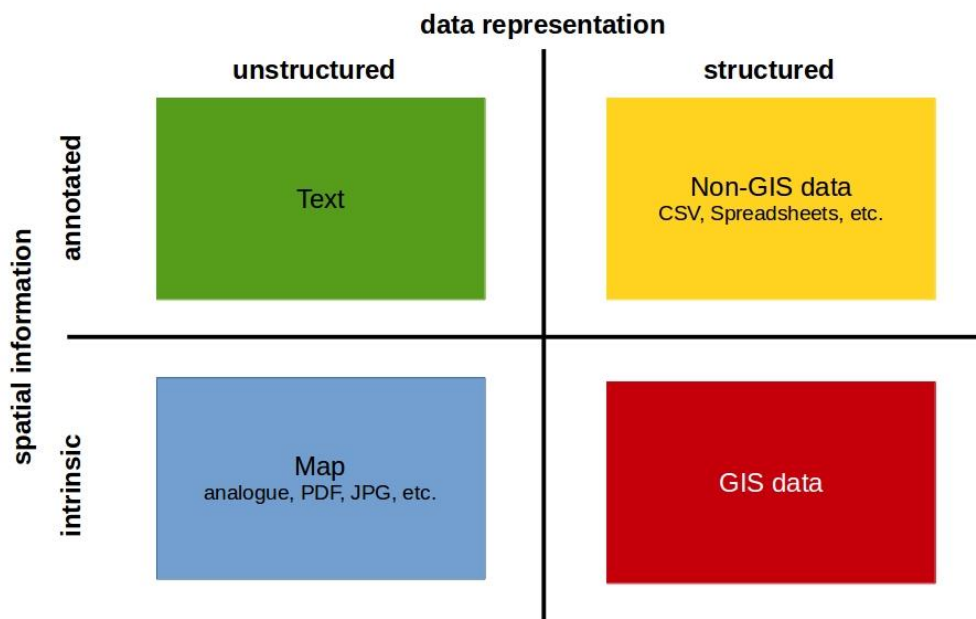 data representation
unstructured
structured
spatial information
annotated
Text
Non-GIS data
CSV, Spreadsheets, etc.
intrinsic
Map
analogue, PDF, JPG, etc.
GIS data